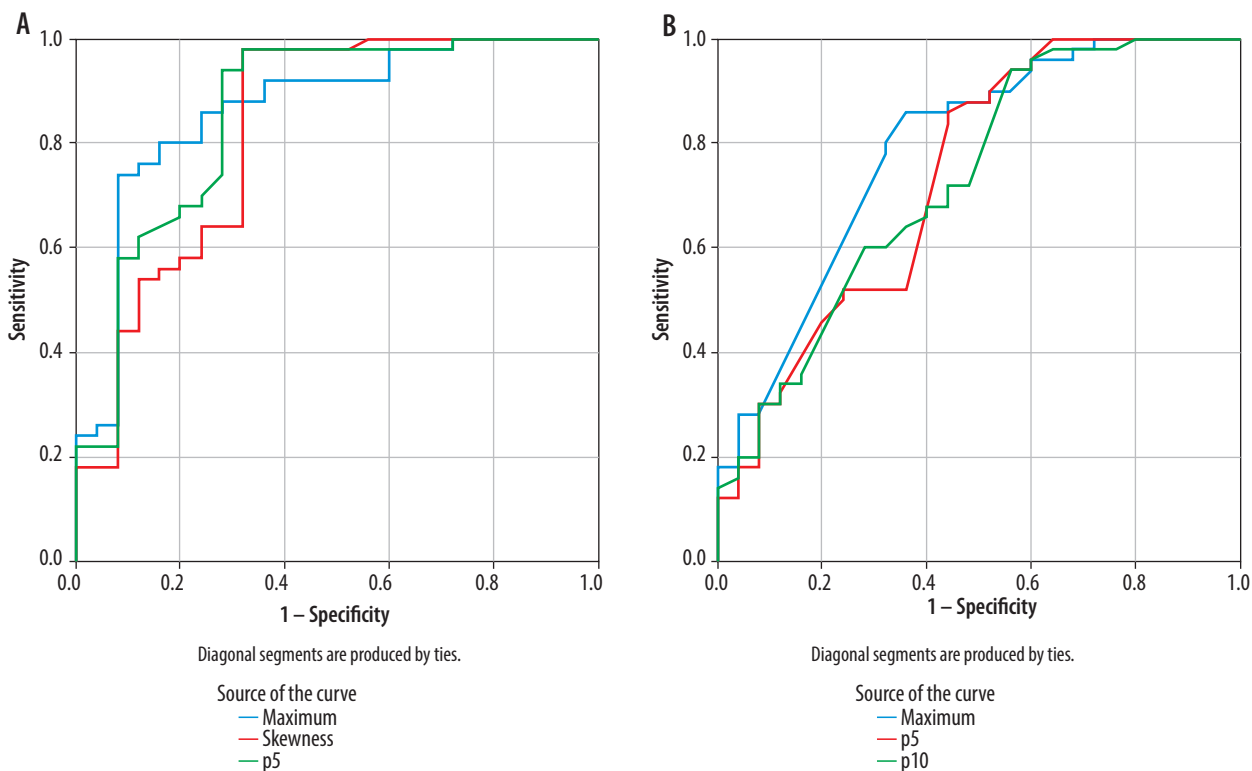 A
1.0
0.8
0.6
0.4
0.2
0.0
Sensitivity
0.0 0.2 0.4 0.6 0.8 1.0
1 – Specificity
Diagonal segments are produced by ties.
Source of the curve
Maximum
Skewness
p5
B
1.0
0.8
0.6
0.4
0.2
0.0
Sensitivity
0.0 0.2 0.4 0.6 0.8 1.0
1 – Specificity
Diagonal segments are produced by ties.
Source of the curve
Maximum
p5
p10